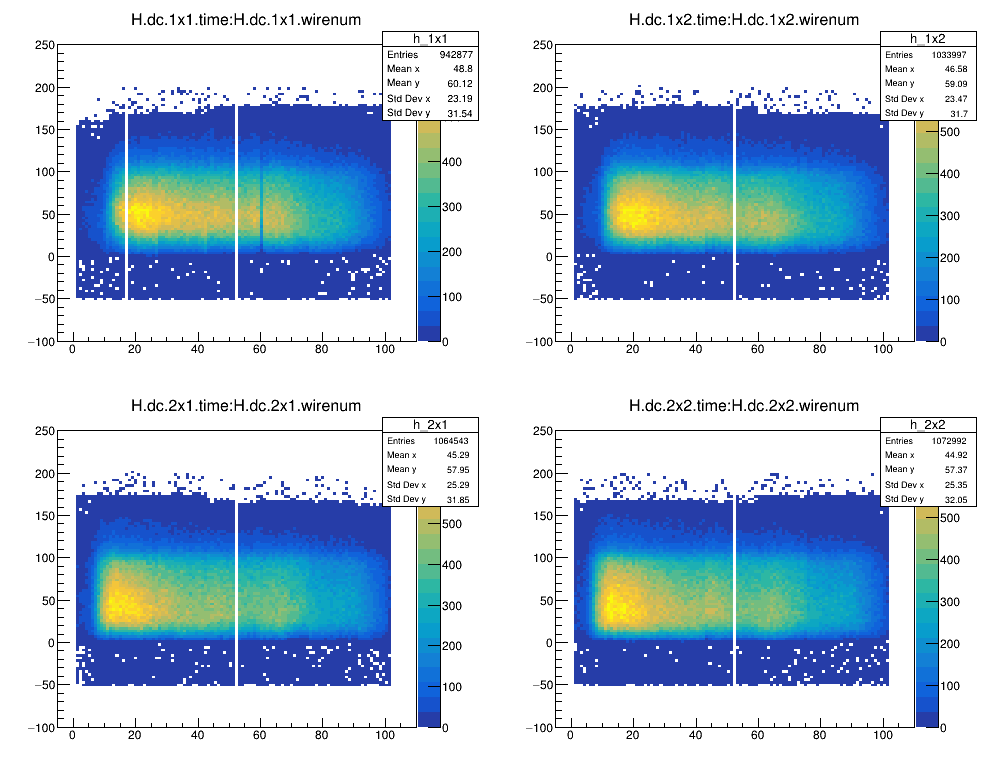 H.dc.1x1.time:H.dc.1x1.wirenum
h_1x1
Entries 942877
Mean x 48.8
Mean y 60.12
Std Dev x 23.19
Std Dev y 31.54
250
200
150
100
50
0
−50
−100
0 20 40 60 80 100
400
300
200
100
0
H.dc.1x2.time:H.dc.1x2.wirenum
h_1x2
Entries 1033997
Mean x 46.58
Mean y 59.09
Std Dev x 23.47
Std Dev y 31.7
250
200
150
100
50
0
−50
−100
0 20 40 60 80 100
500
400
300
200
100
0
H.dc.2x1.time:H.dc.2x1.wirenum
h_2x1
Entries 1064543
Mean x 45.29
Mean y 57.95
Std Dev x 25.29
Std Dev y 31.85
250
200
150
100
50
0
−50
−100
0 20 40 60 80 100
500
400
300
200
100
0
H.dc.2x2.time:H.dc.2x2.wirenum
h_2x2
Entries 1072992
Mean x 44.92
Mean y 57.37
Std Dev x 25.35
Std Dev y 32.05
250
200
150
100
50
0
−50
−100
0 20 40 60 80 100
500
400
300
200
100
0